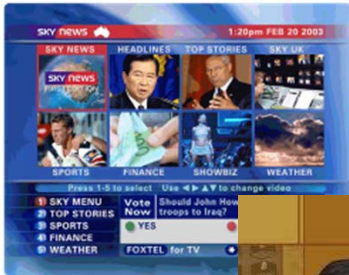 sky news
1:20pm FEB 20 2003
SKY NEWS HEADLINES TOP STORIES SKY UK
sky news
FIRST EDITION
SPORTS FINANCE SHOWBIZ WEATHER
Press 1-5 to select Use ◀ ▶ ▲ ▼ to change video
1 SKY MENU
2 TOP STORIES
3 SPORTS
4 FINANCE
5 WEATHER
Vote Now
Should John How
troops to Iraq?
YES
FOXTEL for TV